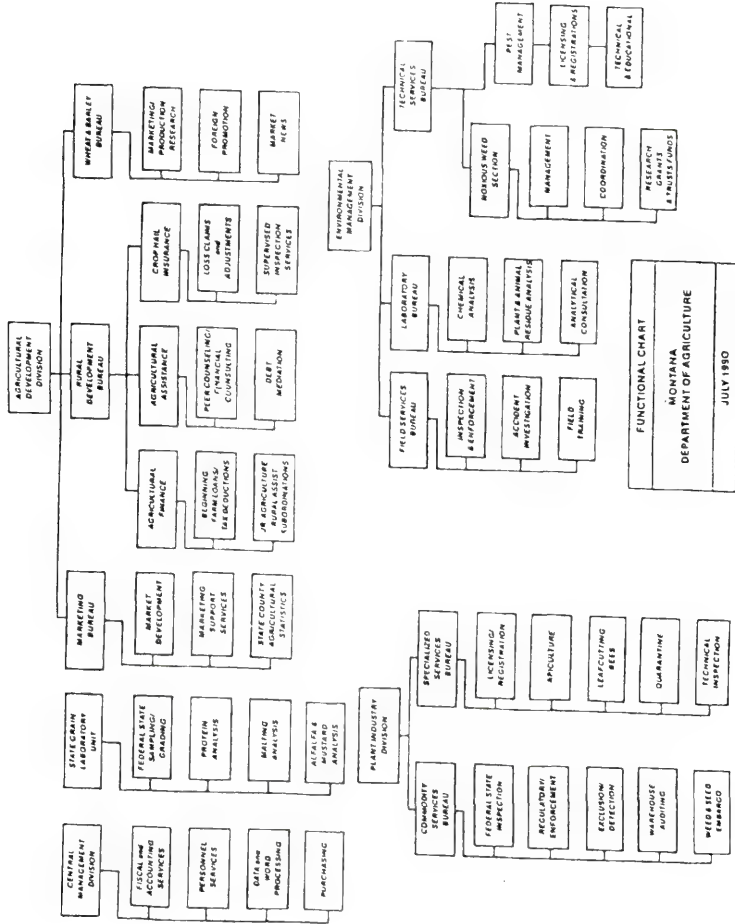 CENTRAL
MANAGEMENT
DIVISION
FISCAL and
ACCOUNTING
SERVICES
PERSONNEL
SERVICES
DATA and
WORD
PROCESSING
PURCHASING
STATE GRAIN
LABORATORY
UNIT
FEDERAL STATE
SAMPLING/
GRADING
PROTEIN
ANALYSIS
MALTING
ANALYSIS
ALFALFA &
MUSTARD
ANALYSIS
AGRICULTURAL
DEVELOPMENT
DIVISION
MARKETING
BUREAU
MARKET
DEVELOPMENT
MARKETING
SUPPORT
SERVICES
STATE COUNTY
AGRICULTURAL
STATISTICS
RURAL
DEVELOPMENT
BUREAU
AGRICULTURAL
FINANCE
BEGINNING
FARM LOANS/
TAX DEDUCTIONS
JR AGRICULTURE
RURAL ASSIST
SUBORDINATIONS
AGRICULTURAL
ASSISTANCE
PEER COUNSELING/
FINANCIAL
CUUNSULTING
DEBT
MEDIATION
CROP HAIL
INSURANCE
LOSS CLAIMS
and
ADJUSTMENTS
SUPERVISED
INSPECTION
SERVICES
WHEAT & BARLEY
BUREAU
MARKETING/
PRODUCTION
RESEARCH
FOREIGN
PROMOTION
MARKET
NEWS
PLANT INDUSTRY
DIVISION
COMMODITY
SERVICES
BUREAU
FEDERAL STATE
INSPECTION
REGULATORY/
ENFORCEMENT
EXCLUSION/
DETECTION
WAREHOUSE
AUDITING
WEED & SEED
EMBARGO
SPECIALIZED
SERVICES
BUREAU
LICENSING/
REGISTRATION
APICULTURE
LEAFCUTTING
BEES
QUARANTINE
TECHNICAL
INSPECTION
ENVIRONMENTAL
MANAGEMENT
DIVISION
FIELD SERVICES
BUREAU
INSPECTION
& ENFORCEMENT
ACCIDENT
INVESTIGATION
FIELD
TRAINING
LABORATORY
BUREAU
CHEMICAL
ANALYSIS
PLANT & ANIMAL
RESIDUE ANALYSIS
ANALYTICAL
CONSULTATION
TECHNICAL
SERVICES
BUREAU
NOXIOUS WEED
SECTION
MANAGEMENT
COORDINATION
RESEARCH
GRANTS
& TRUSTS FUNDS
PEST
MANAGEMENT
LICENSING
& REGISTRATIONS
TECHNICAL
& EDUCATIONAL
FUNCTIONAL CHART
MONTANA
DEPARTMENT OF AGRICULTURE
JULY 1990